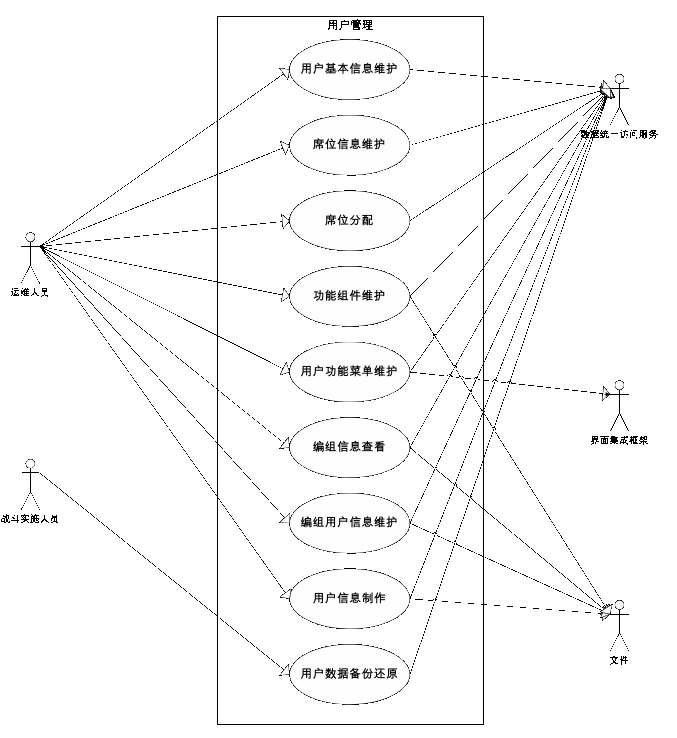 用户管理
用户基本信息维护
席位信息维护
席位分配
功能组件维护
用户功能菜单维护
编组信息查看
编组用户信息维护
用户信息制作
用户数据备份还原
运维人员
战斗实施人员
数据统一访问服务
界面集成框架
文件